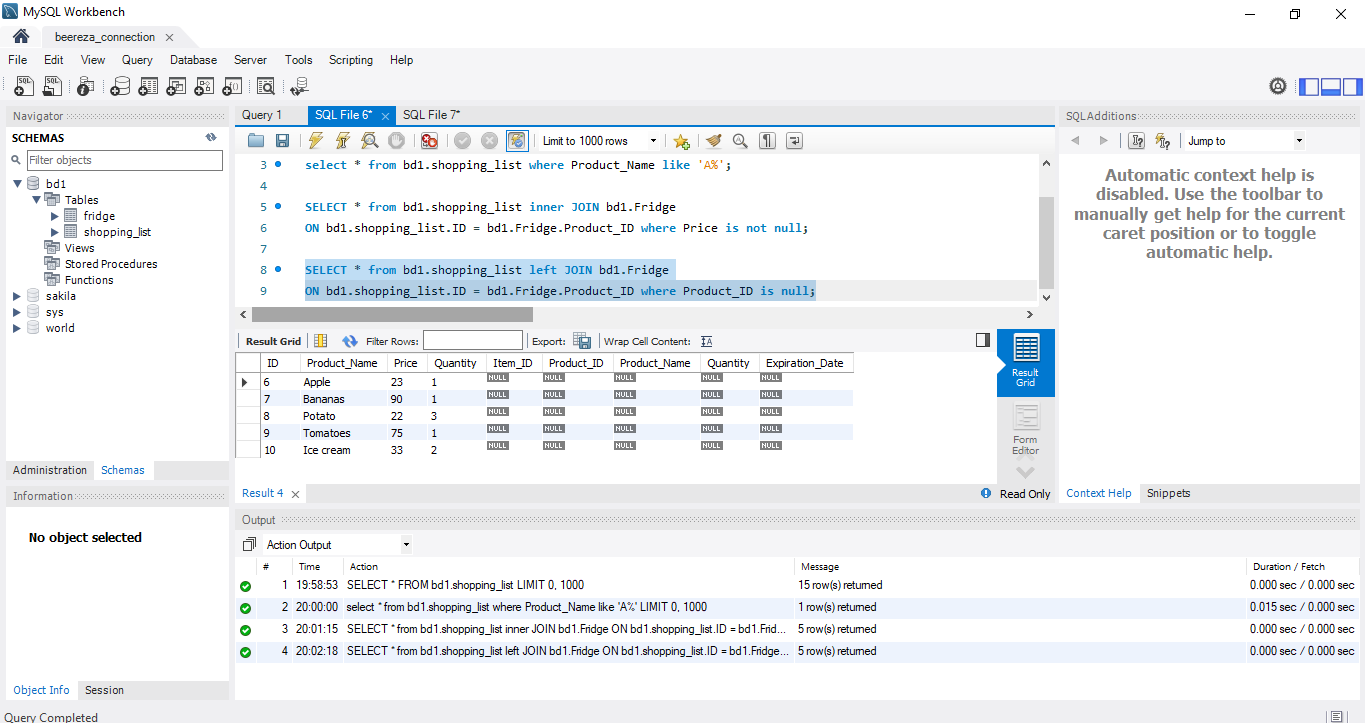 MySQL Workbench
beereza_connection
File Edit View Query Database Server Tools Scripting Help
Navigator
SCHEMAS
Filter objects
bd1
Tables
fridge
shopping_list
Views
Stored Procedures
Functions
sakila
sys
world
Administration Schemas
Information
No object selected
Object Info Session
Query Completed
Query 1 SQL File 6* SQL File 7*
Limit to 1000 rows
3 select * from bd1.shopping_list where Product_Name like 'A%';
4
5 SELECT * from bd1.shopping_list inner JOIN bd1.Fridge
6 ON bd1.shopping_list.ID = bd1.Fridge.Product_ID where Price is not null;
7
8 SELECT * from bd1.shopping_list left JOIN bd1.Fridge
9 ON bd1.shopping_list.ID = bd1.Fridge.Product_ID where Product_ID is null;
Result Grid Filter Rows: Export: Wrap Cell Content:
ID Product_Name Price Quantity Item_ID Product_ID Product_Name Quantity Expiration_Date
6 Apple 23 1 NULL NULL NULL NULL NULL
7 Bananas 90 1 NULL NULL NULL NULL NULL
8 Potato 22 3 NULL NULL NULL NULL NULL
9 Tomatoes 75 1 NULL NULL NULL NULL NULL
10 Ice cream 33 2 NULL NULL NULL NULL NULL
Result
Grid
Form
Editor
Result 4 Read Only
SQLAdditions
Jump to
Automatic context help is
disabled. Use the toolbar to
manually get help for the current
caret position or to toggle
automatic help.
Context Help Snippets
Output
Action Output
# Time Action Message Duration / Fetch
1 19:58:53 SELECT * FROM bd1.shopping_list LIMIT 0, 1000 15 row(s) returned 0.000 sec / 0.000 sec
2 20:00:00 select * from bd1.shopping_list where Product_Name like 'A%' LIMIT 0, 1000 1 row(s) returned 0.015 sec / 0.000 sec
3 20:01:15 SELECT * from bd1.shopping_list inner JOIN bd1.Fridge ON bd1.shopping_list.ID = bd1.Frid... 5 row(s) returned 0.000 sec / 0.000 sec
4 20:02:18 SELECT * from bd1.shopping_list left JOIN bd1.Fridge ON bd1.shopping_list.ID = bd1.Fridge... 5 row(s) returned 0.000 sec / 0.000 sec